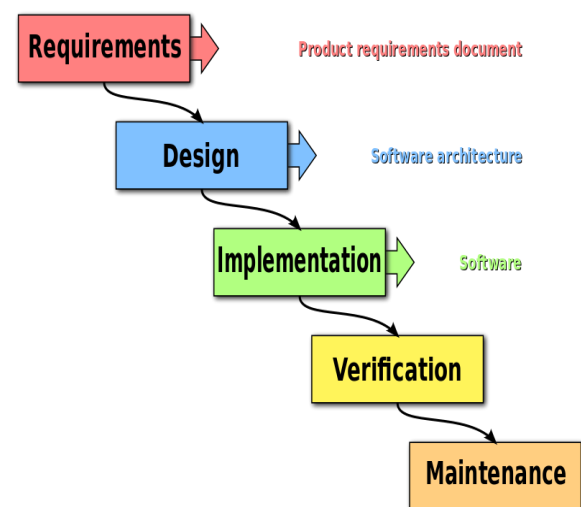 Requirements
Product requirements document
Design
Software architecture
Implementation
Software
Verification
Maintenance